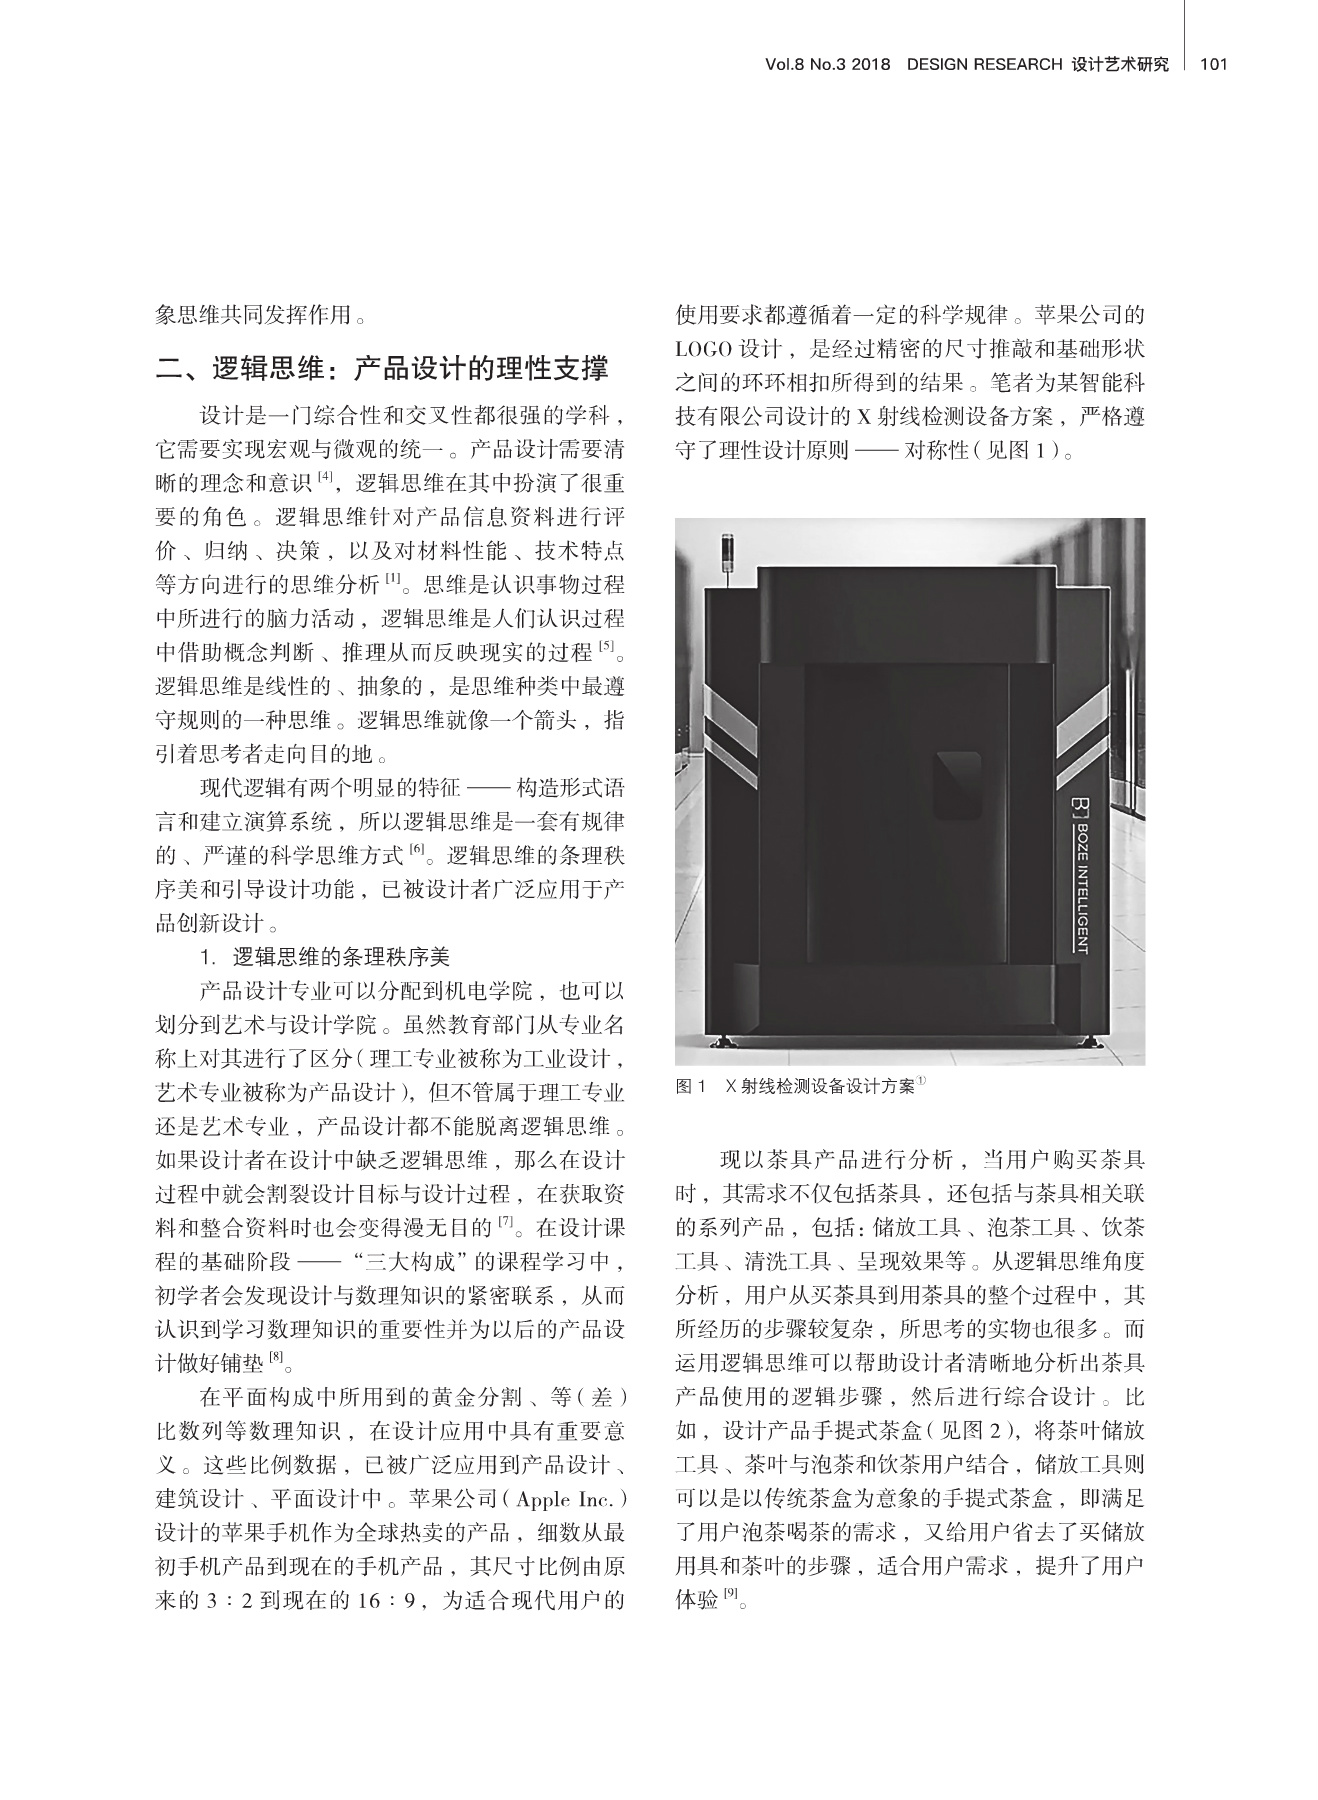 Vol.8 No.3 2018 DESIGN RESEARCH 设计艺术研究 101
象思维共同发挥作用。
二、逻辑思维：产品设计的理性支撑
设计是一门综合性和交叉性都很强的学科，
它需要实现宏观与微观的统一。产品设计需要清
晰的理念和意识[4]，逻辑思维在其中扮演了很重
要的角色。逻辑思维针对产品信息资料进行评
价、归纳、决策，以及对材料性能、技术特点
等方向进行的思维分析[1]。思维是认识事物过程
中所进行的脑力活动，逻辑思维是人们认识过程
中借助概念判断、推理从而反映现实的过程[5]。
逻辑思维是线性的、抽象的，是思维种类中最遵
守规则的一种思维。逻辑思维就像一个箭头，指
引着思考者走向目的地。
现代逻辑有两个明显的特征——构造形式语
言和建立演算系统，所以逻辑思维是一套有规律
的、严谨的科学思维方式[6]。逻辑思维的条理秩
序美和引导设计功能，已被设计者广泛应用于产
品创新设计。
1. 逻辑思维的条理秩序美
产品设计专业可以分配到机电学院，也可以
划分到艺术与设计学院。虽然教育部门从专业名
称上对其进行了区分（理工专业被称为工业设计，
艺术专业被称为产品设计），但不管属于理工专业
还是艺术专业，产品设计都不能脱离逻辑思维。
如果设计者在设计中缺乏逻辑思维，那么在设计
过程中就会割裂设计目标与设计过程，在获取资
料和整合资料时也会变得漫无目的[7]。在设计课
程的基础阶段——“三大构成”的课程学习中，
初学者会发现设计与数理知识的紧密联系，从而
认识到学习数理知识的重要性并为以后的产品设
计做好铺垫[8]。
在平面构成中所用到的黄金分割、等（差）
比数列等数理知识，在设计应用中具有重要意
义。这些比例数据，已被广泛应用到产品设计、
建筑设计、平面设计中。苹果公司（Apple Inc.）
设计的苹果手机作为全球热卖的产品，细数从最
初手机产品到现在的手机产品，其尺寸比例由原
来的 3∶2 到现在的 16∶9，为适合现代用户的
使用要求都遵循着一定的科学规律。苹果公司的
LOGO 设计，是经过精密的尺寸推敲和基础形状
之间的环环相扣所得到的结果。笔者为某智能科
技有限公司设计的 X 射线检测设备方案，严格遵
守了理性设计原则——对称性（见图 1）。
BOZE INTELLIGENT
图 1 X 射线检测设备设计方案①
现以茶具产品进行分析，当用户购买茶具
时，其需求不仅包括茶具，还包括与茶具相关联
的系列产品，包括：储放工具、泡茶工具、饮茶
工具、清洗工具、呈现效果等。从逻辑思维角度
分析，用户从买茶具到用茶具的整个过程中，其
所经历的步骤较复杂，所思考的实物也很多。而
运用逻辑思维可以帮助设计者清晰地分析出茶具
产品使用的逻辑步骤，然后进行综合设计。比
如，设计产品手提式茶盒（见图 2），将茶叶储放
工具、茶叶与泡茶和饮茶用户结合，储放工具则
可以是以传统茶盒为意象的手提式茶盒，即满足
了用户泡茶喝茶的需求，又给用户省去了买储放
用具和茶叶的步骤，适合用户需求，提升了用户
体验[9]。